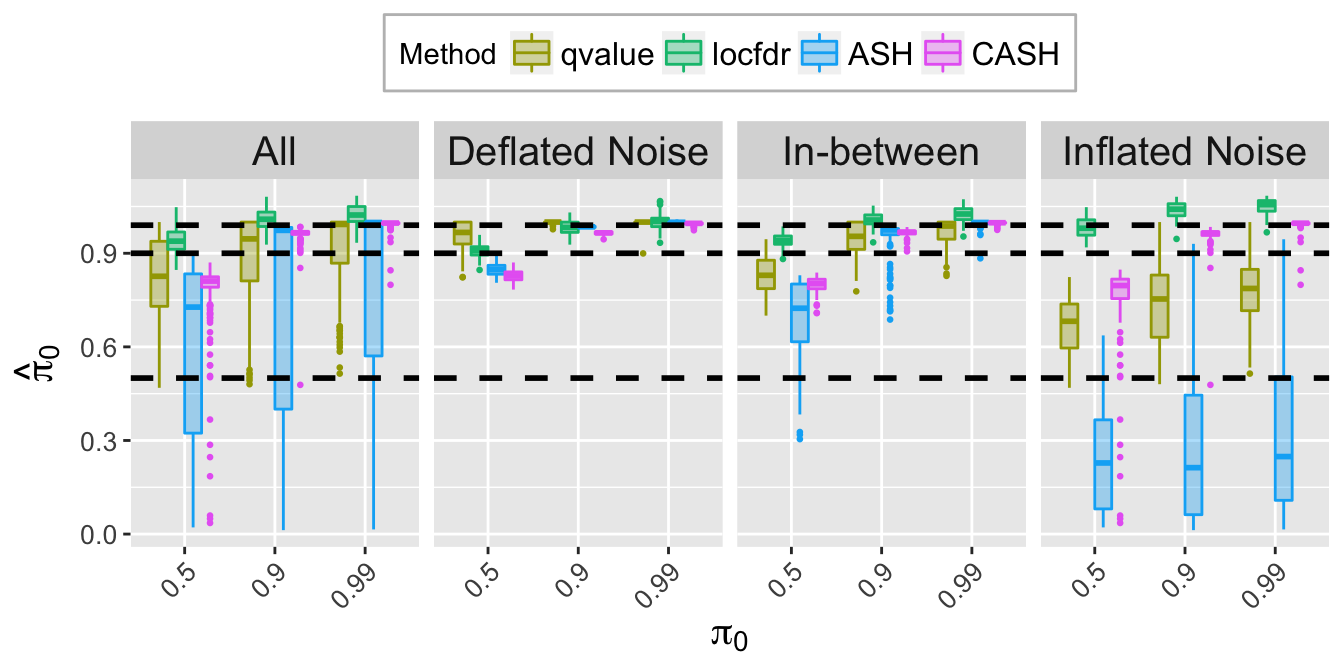 Method qvalue locfdr ASH CASH
All Deflated Noise In-between Inflated Noise
0.9
0.6
0.3
0.0
π̂0
0.5 0.9 0.99 0.5 0.9 0.99 0.5 0.9 0.99 0.5 0.9 0.99
π0